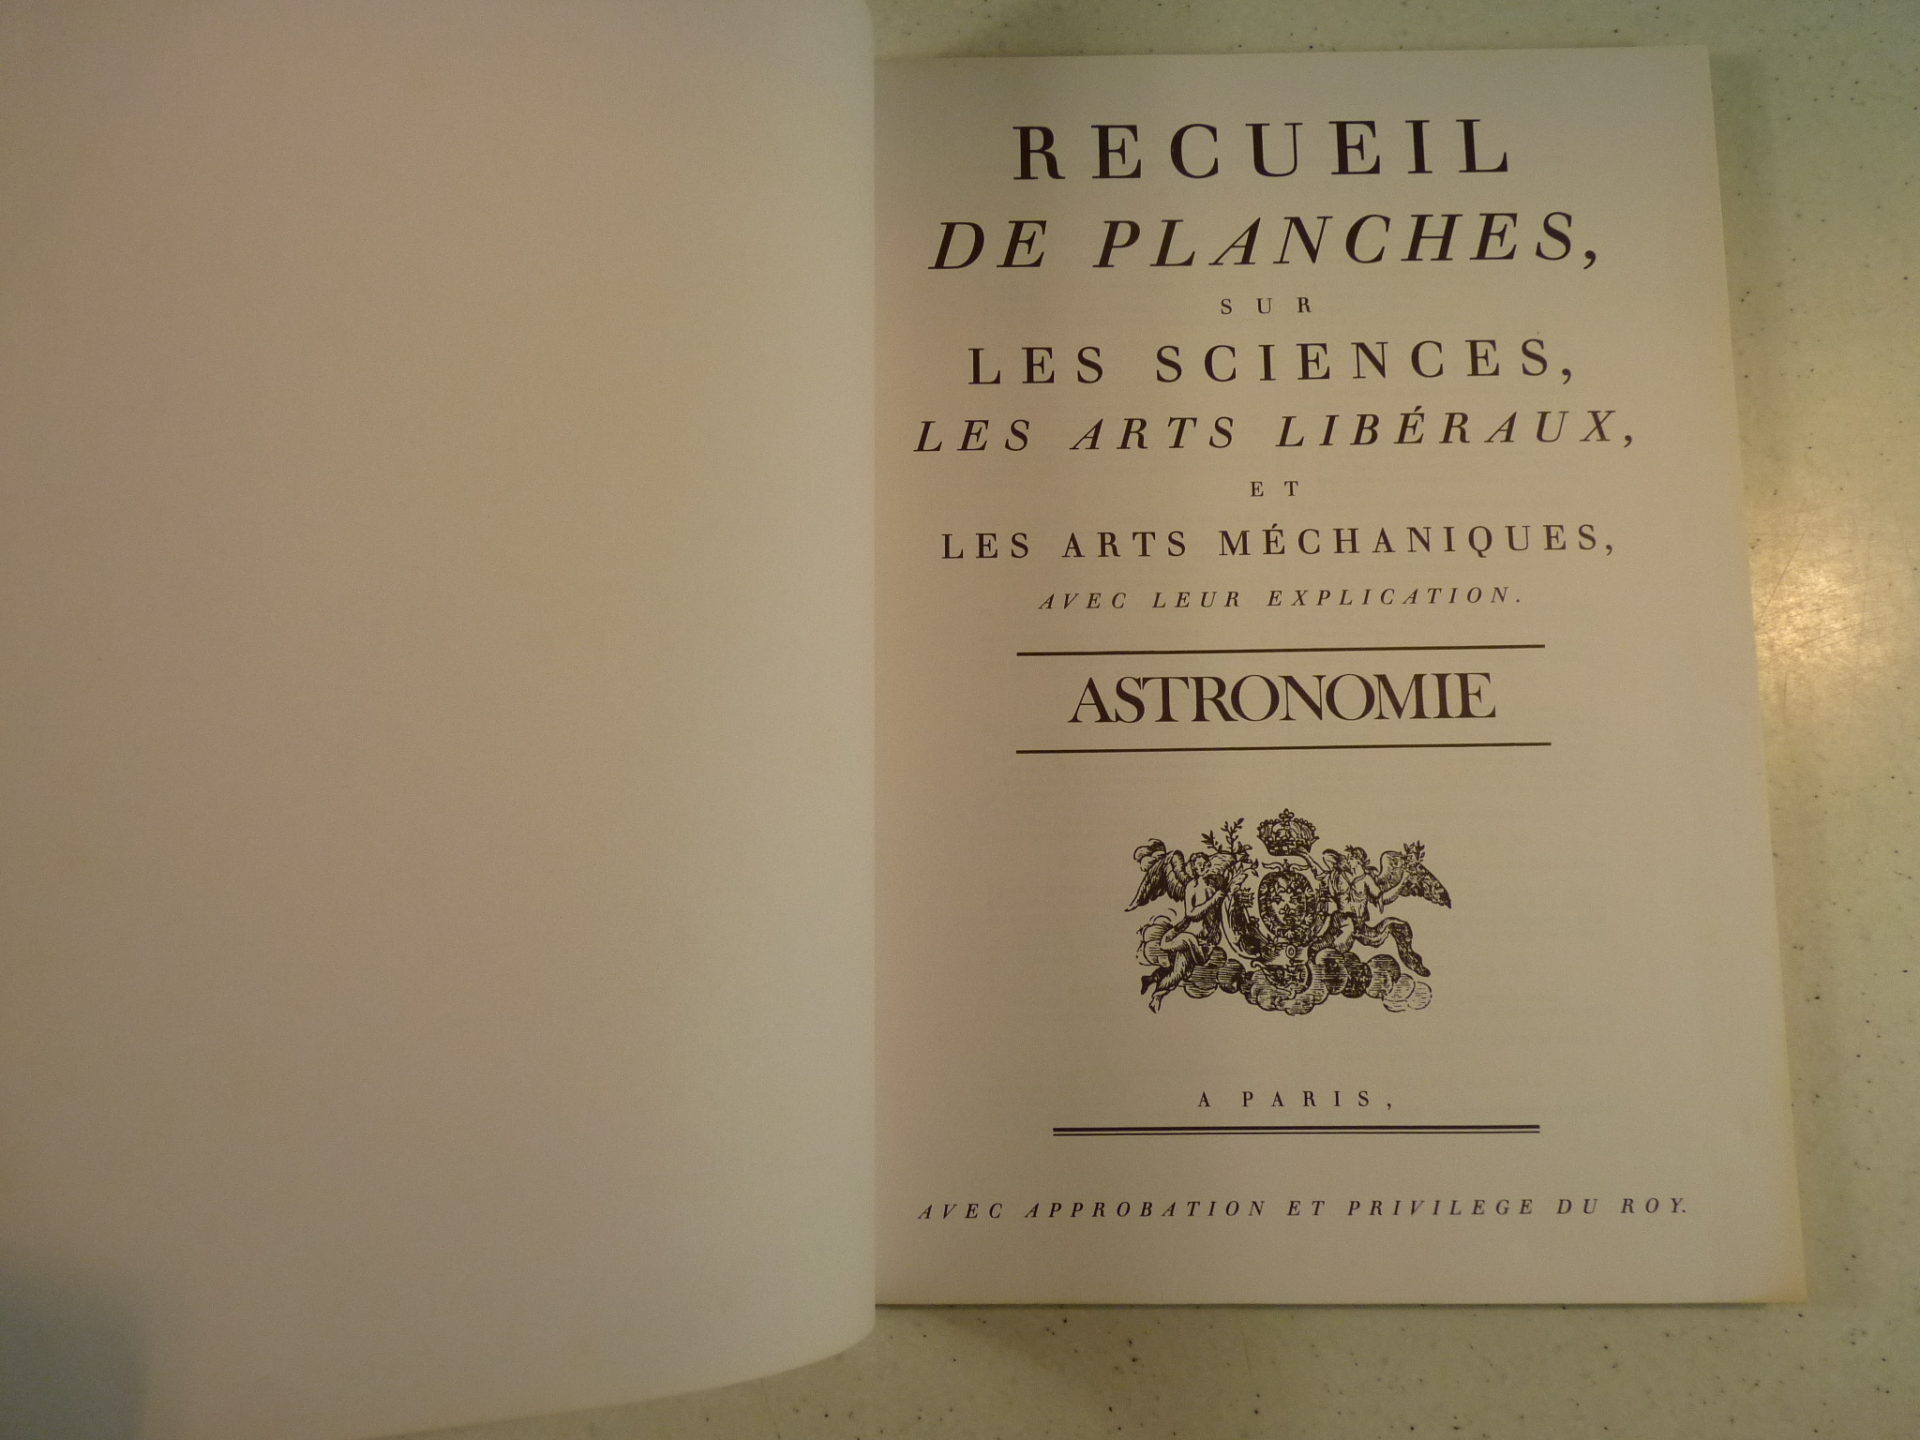 RECUEIL
DE PLANCHES,
SUR
LES SCIENCES,
LES ARTS LIBÉRAUX,
ET
LES ARTS MÉCHANIQUES,
AVEC LEUR EXPLICATION.
ASTRONOMIE
A PARIS,
AVEC APPROBATION ET PRIVILEGE DU ROY.